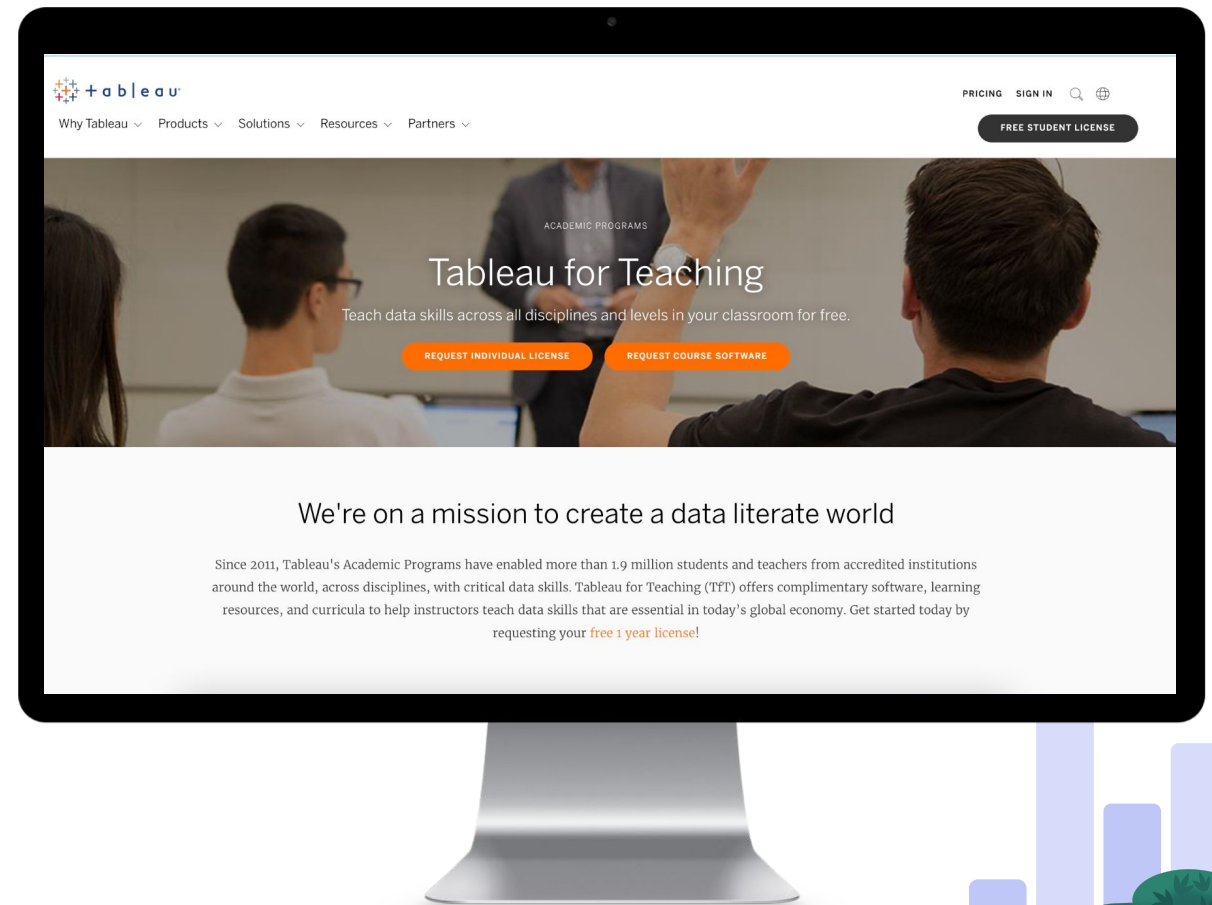 +ableau
PRICING SIGN IN
Why Tableau Products Solutions Resources Partners
FREE STUDENT LICENSE
ACADEMIC PROGRAMS
Tableau for Teaching
Teach data skills across all disciplines and levels in your classroom for free.
REQUEST INDIVIDUAL LICENSE REQUEST COURSE SOFTWARE
We're on a mission to create a data literate world
Since 2011, Tableau's Academic Programs have enabled more than 1.9 million students and teachers from accredited institutions
around the world, across disciplines, with critical data skills. Tableau for Teaching (TfT) offers complimentary software, learning
resources, and curricula to help instructors teach data skills that are essential in today's global economy. Get started today by
requesting your free 1 year license!